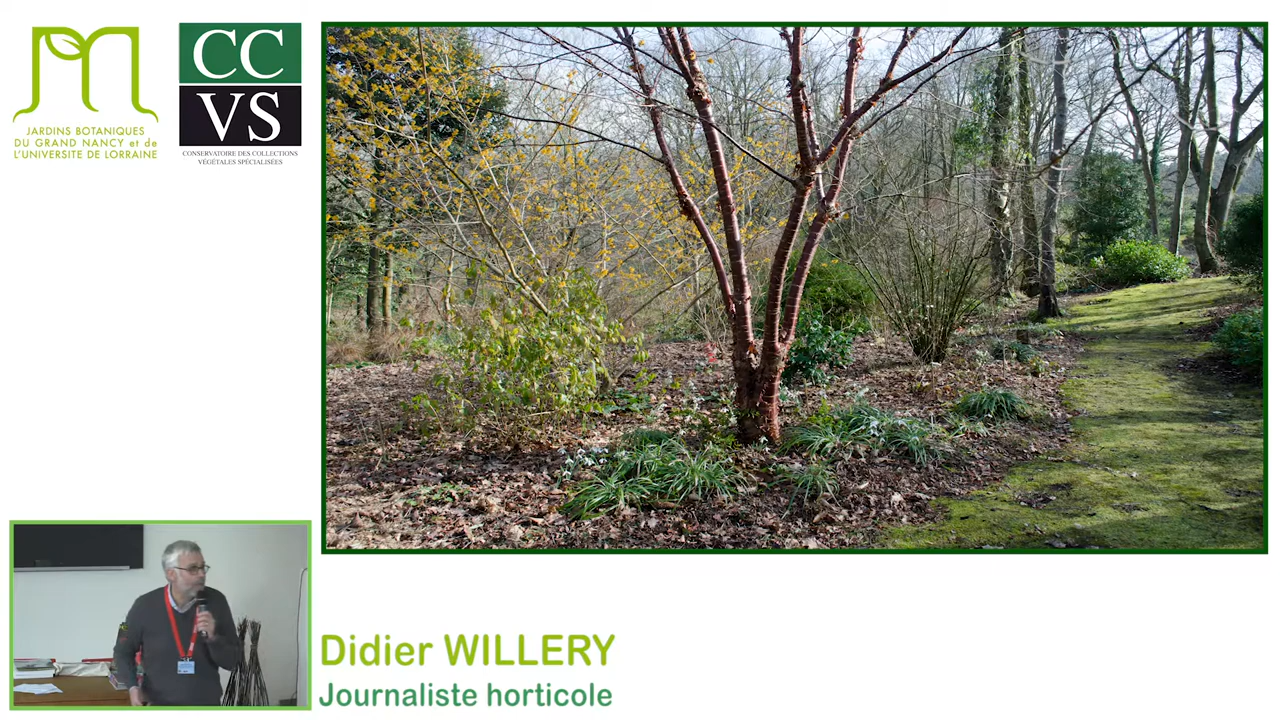 JARDINS BOTANIQUES
DU GRAND NANCY et de
L'UNIVERSITE DE LORRAINE
CC
VS
CONSERVATOIRE DES COLLECTIONS
VÉGÉTALES SPÉCIALISÉES
Didier WILLERY
Journaliste horticole